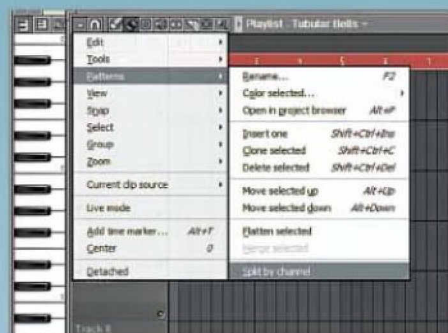 Playlist - Tubular Bells
Edit
Tools
Patterns
View
Snap
Select
Group
Zoom
Current clip source
Live mode
Add time marker... Alt+T
Center 0
Detached
Rename... F2
Color selected...
Open in project browser Alt+P
Insert one Shift+Ctrl+Ins
Clone selected Shift+Ctrl+C
Delete selected Shift+Ctrl+Del
Move selected up Alt+Up
Move selected down Alt+Down
Flatten selected
Merge selected
Split by channel